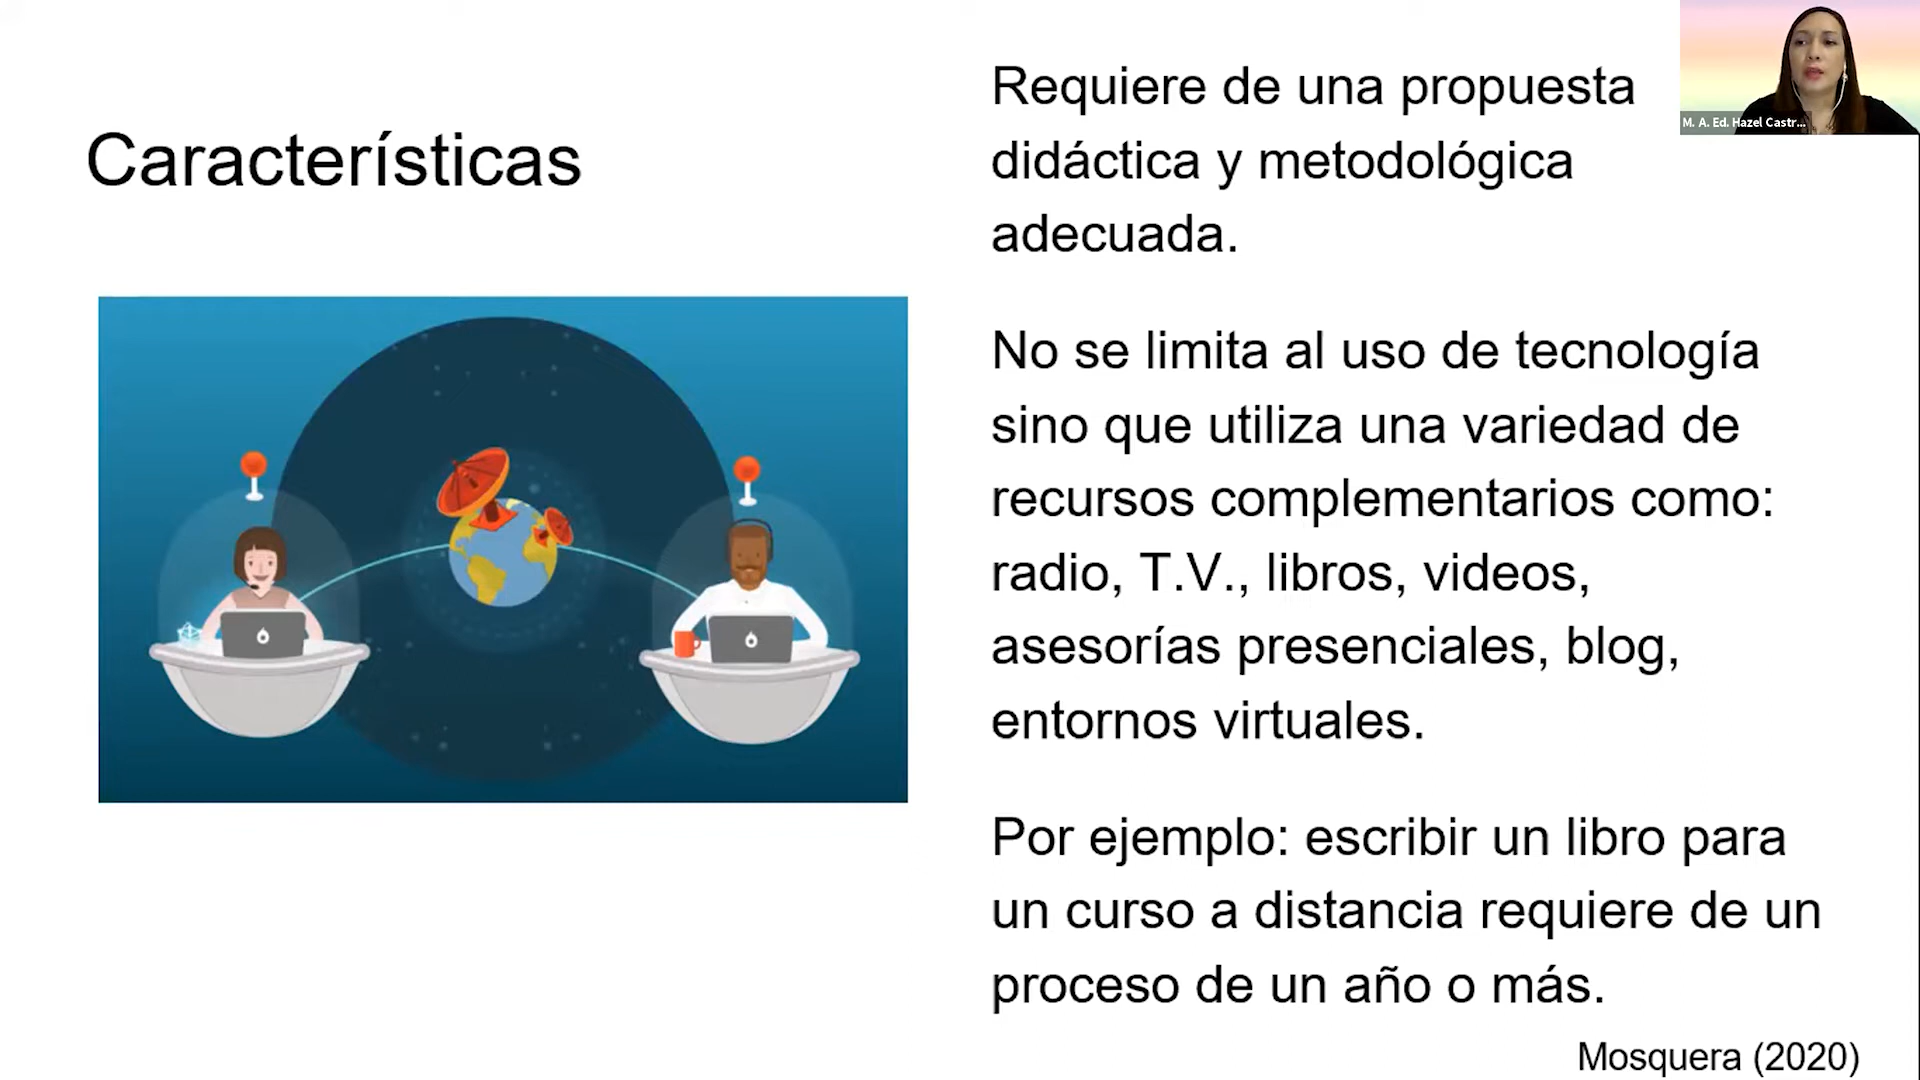 Características
Requiere de una propuesta
didáctica y metodológica
adecuada.
No se limita al uso de tecnología
sino que utiliza una variedad de
recursos complementarios como:
radio, T.V., libros, videos,
asesorías presenciales, blog,
entornos virtuales.
Por ejemplo: escribir un libro para
un curso a distancia requiere de un
proceso de un año o más.
Mosquera (2020)
M. A. Ed. Hazel Castr...